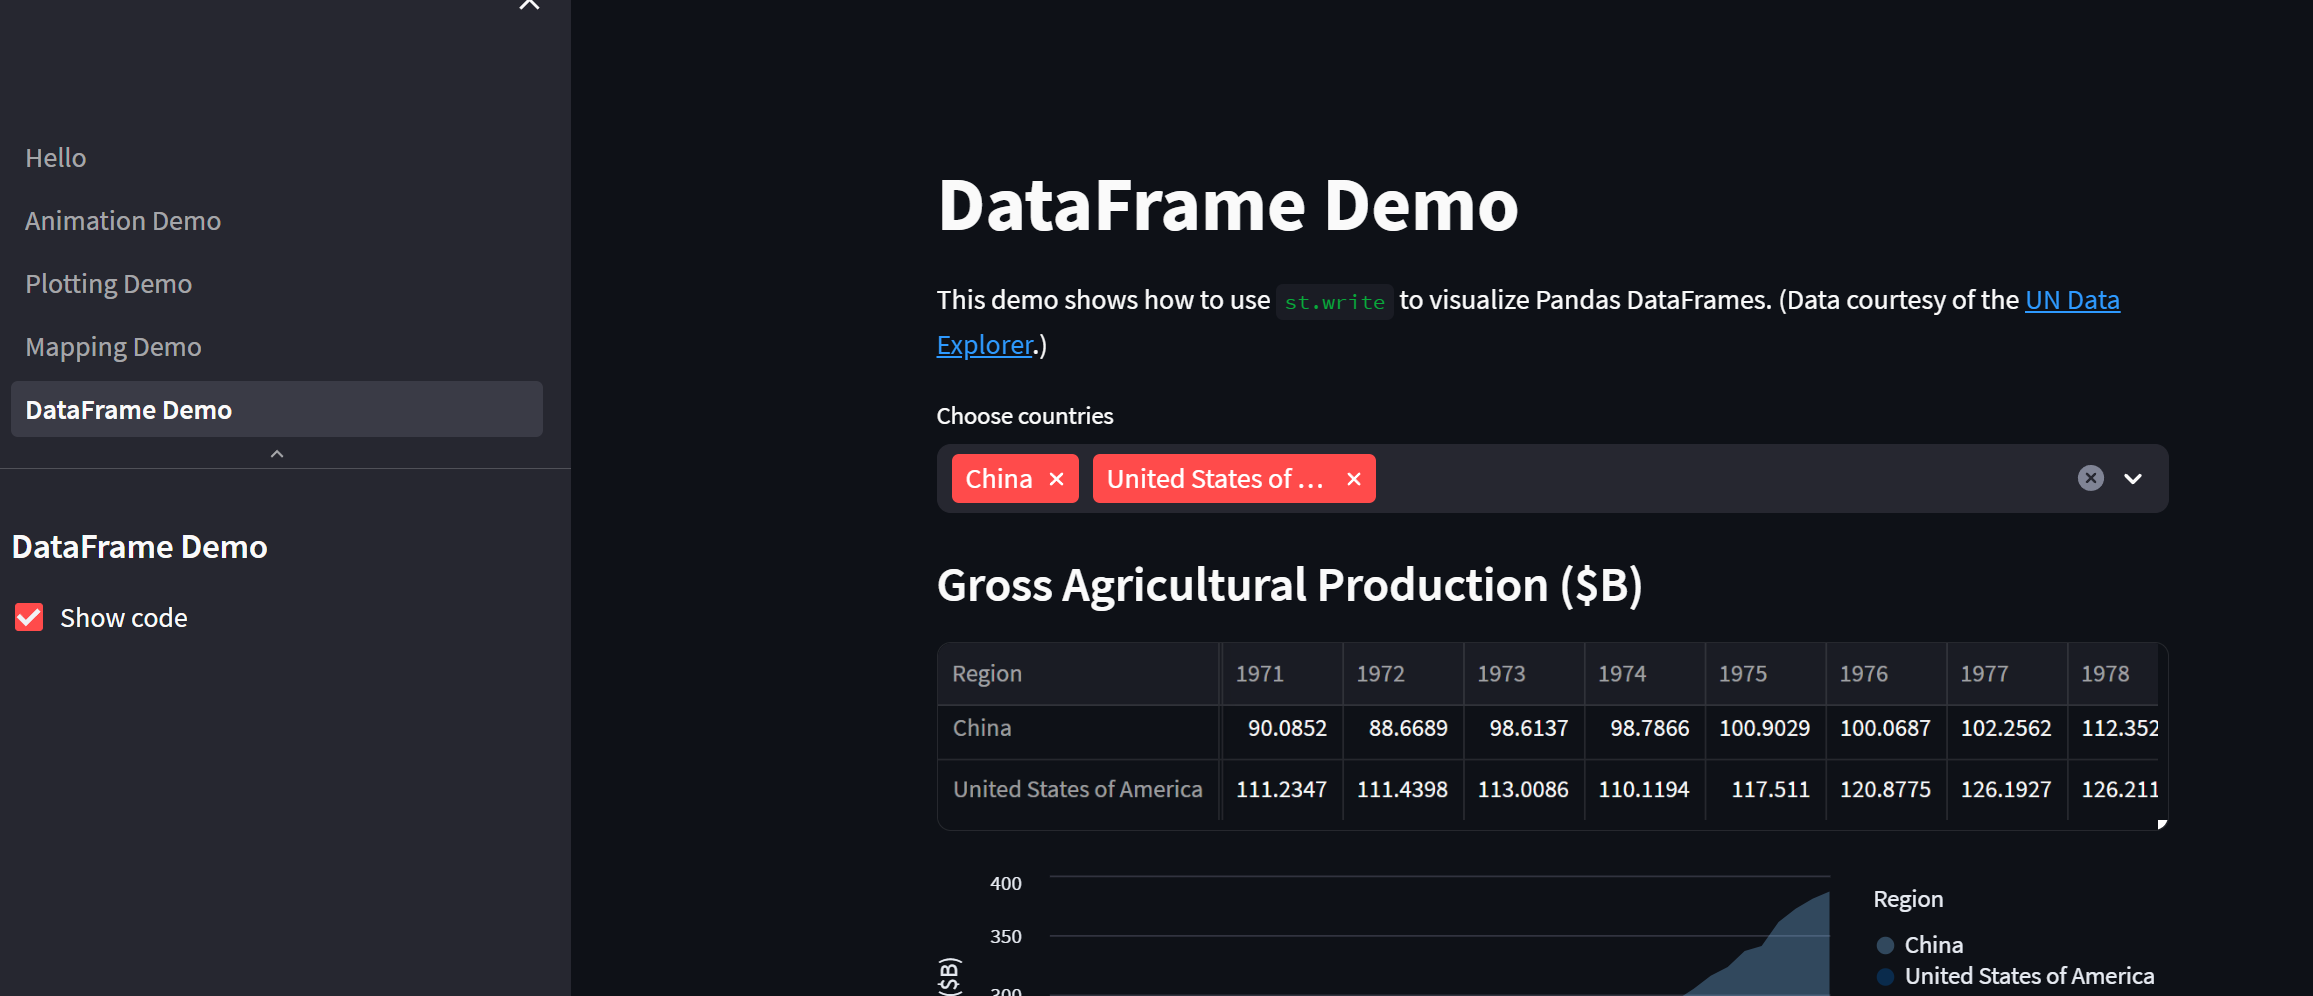 Hello
Animation Demo
Plotting Demo
Mapping Demo
DataFrame Demo
DataFrame Demo
Show code
DataFrame Demo
This demo shows how to use st.write to visualize Pandas DataFrames. (Data courtesy of the UN Data
Explorer.)
Choose countries
China United States of ...
Gross Agricultural Production ($B)
Region 1971 1972 1973 1974 1975 1976 1977 1978
China 90.0852 88.6689 98.6137 98.7866 100.9029 100.0687 102.2562 112.352
United States of America 111.2347 111.4398 113.0086 110.1194 117.511 120.8775 126.1927 126.211
400
350
300
($B)
Region
China
United States of America